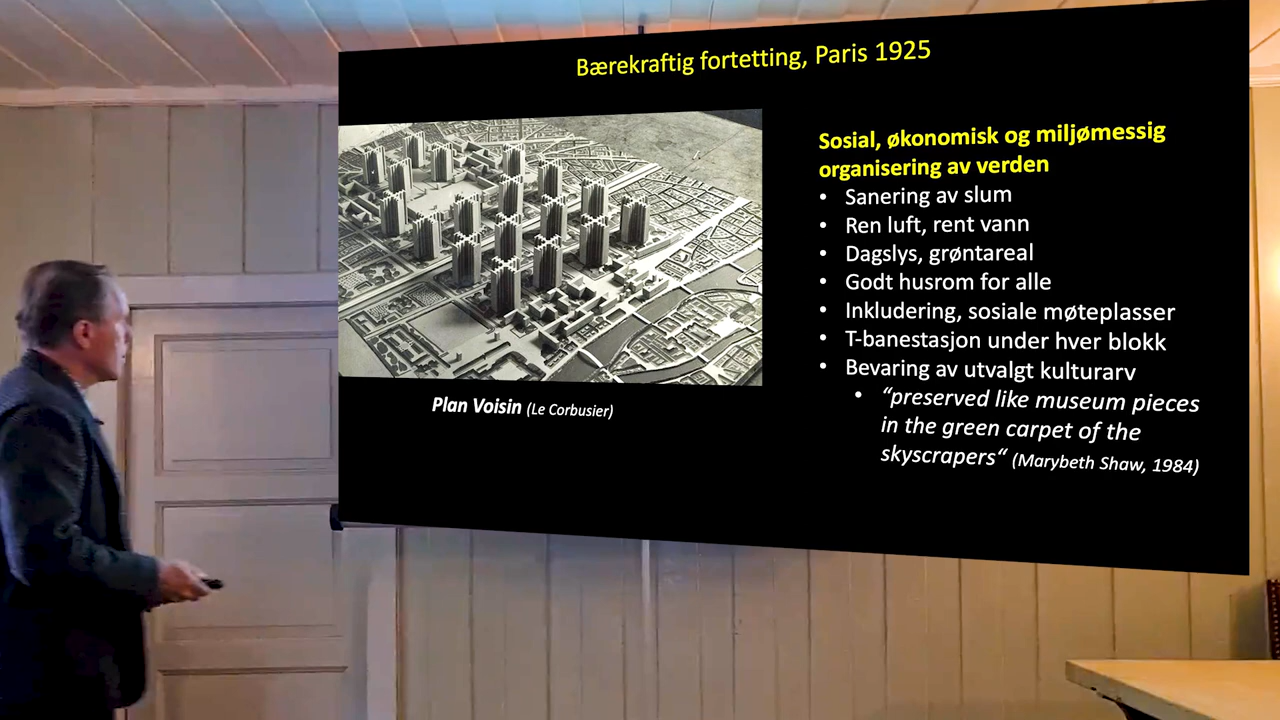 Bærekraftig fortetting, Paris 1925
Sosial, økonomisk og miljømessig
organisering av verden
• Sanering av slum
• Ren luft, rent vann
• Dagslys, grøntareal
• Godt husrom for alle
• Inkludering, sosiale møteplasser
• T-banestasjon under hver blokk
• Bevaring av utvalgt kulturarv
• “preserved like museum pieces
in the green carpet of the
skyscrapers“ (Marybeth Shaw, 1984)
Plan Voisin (Le Corbusier)